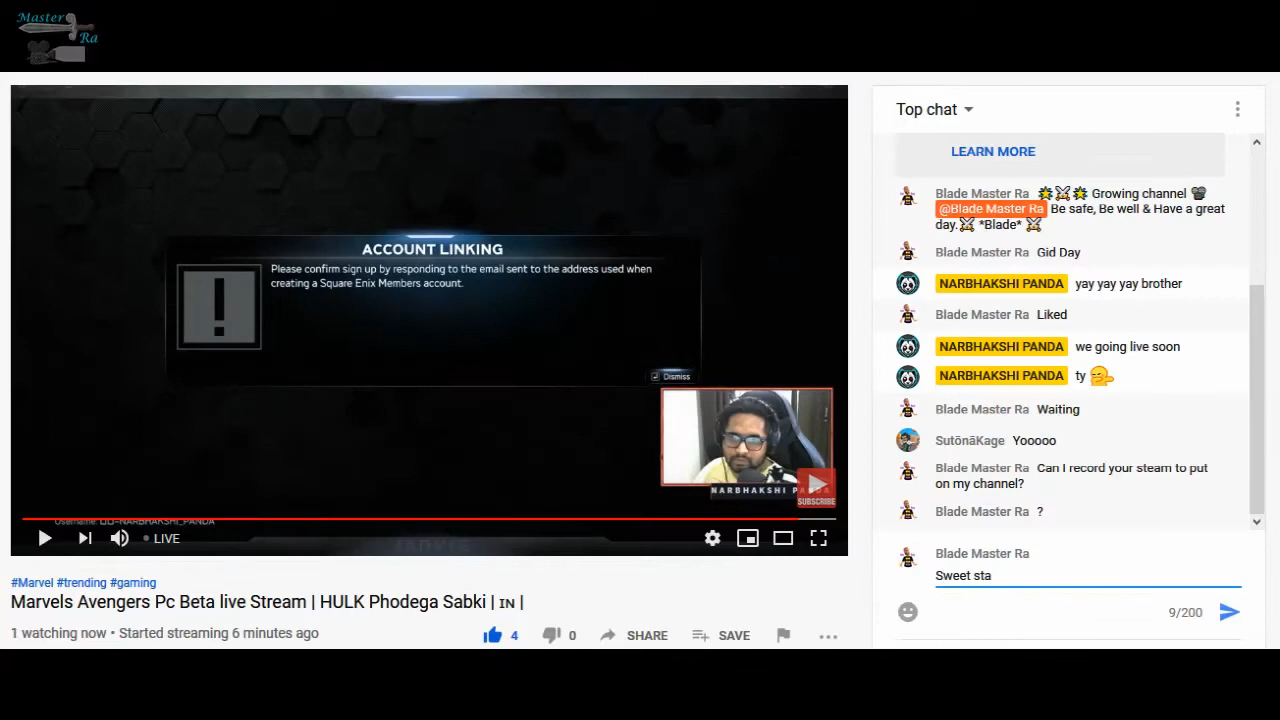 Master
Ra
ACCOUNT LINKING
Please confirm sign up by responding to the email sent to the address used when
creating a Square Enix Members account.
Dismiss
NARBHAKSHI PANDA
SUBSCRIBE
LIVE
#Marvel #trending #gaming
Marvels Avengers Pc Beta live Stream | HULK Phodega Sabki | IN |
1 watching now • Started streaming 6 minutes ago
4
0
SHARE
SAVE
Top chat
LEARN MORE
Blade Master Ra Growing channel
@Blade Master Ra Be safe, Be well & Have a great
day. *Blade*
Blade Master Ra Gid Day
NARBHAKSHI PANDA yay yay yay brother
Blade Master Ra Liked
NARBHAKSHI PANDA we going live soon
NARBHAKSHI PANDA ty
Blade Master Ra Waiting
SutōnāKage Yooooo
Blade Master Ra Can I record your steam to put
on my channel?
Blade Master Ra ?
Blade Master Ra
Sweet sta
9/200